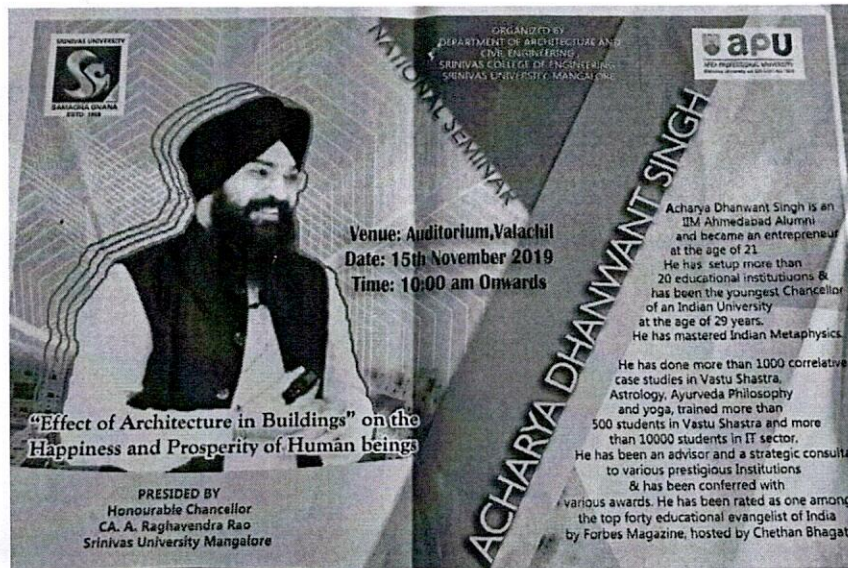 SRINIVAS UNIVERSITY
SAMAGRA GNANA
ESTD 1988
NATIONAL SEMINAR
ORGANIZED BY
DEPARTMENT OF ARCHITECTURE AND
CIVIL ENGINEERING
SRINIVAS COLLEGE OF ENGINEERING
SRINIVAS UNIVERSITY MANGALORE
apu
APEX PROFESSIONAL UNIVERSITY
Venue: Auditorium,Valachil
Date: 15th November 2019
Time: 10:00 am Onwards
"Effect of Architecture in Buildings" on the
Happiness and Prosperity of Human beings
PRESIDED BY
Honourable Chancellor
CA. A. Raghavendra Rao
Srinivas University Mangalore
ACHARYA DHANWANT SINGH
Acharya Dhanwant Singh is an
IIM Ahmedabad Alumni
and became an entrepreneur
at the age of 21
He has setup more than
20 educational institutiuons &
has been the youngest Chancellor
of an Indian University
at the age of 29 years.
He has mastered Indian Metaphysics.
He has done more than 1000 correlative
case studies in Vastu Shastra,
Astrology, Ayurveda Philosophy
and yoga, trained more than
500 students in Vastu Shastra and more
than 10000 students in IT sector.
He has been an advisor and a strategic consulta
to various prestigious Institutions
& has been conferred with
various awards. He has been rated as one among
the top forty educational evangelist of India
by Forbes Magazine, hosted by Chethan Bhagat